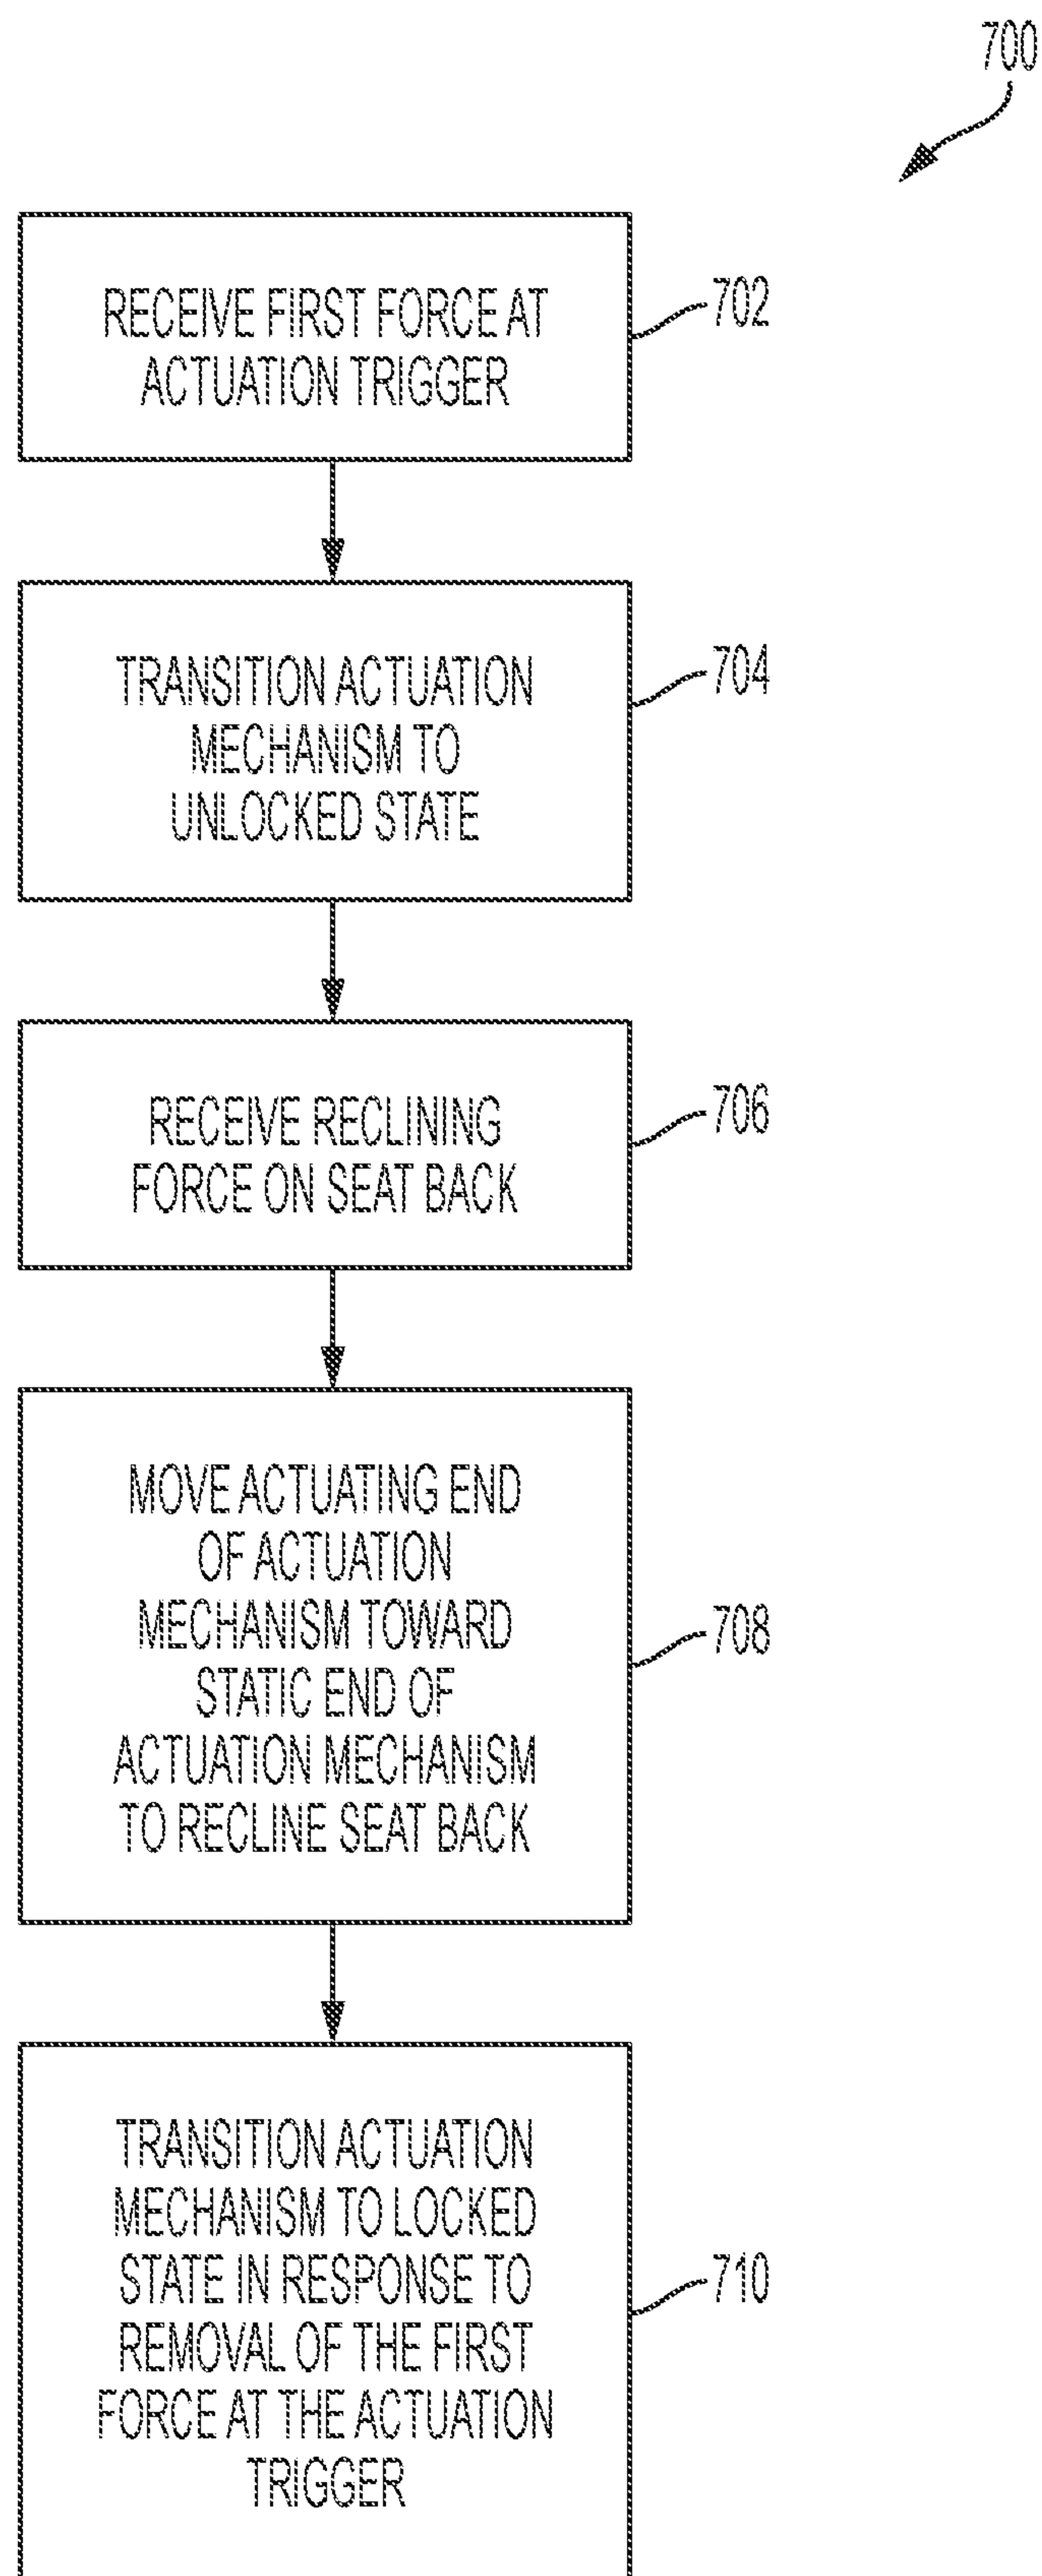 700
RECEIVE FIRST FORCE AT
ACTUATION TRIGGER
702
TRANSITION ACTUATION
MECHANISM TO
UNLOCKED STATE
704
RECEIVE RECLINING
FORCE ON SEAT BACK
706
MOVE ACTUATING END
OF ACTUATION
MECHANISM TOWARD
STATIC END OF
ACTUATION MECHANISM
TO RECLINE SEAT BACK
708
TRANSITION ACTUATION
MECHANISM TO LOCKED
STATE IN RESPONSE TO
REMOVAL OF THE FIRST
FORCE AT THE ACTUATION
TRIGGER
710